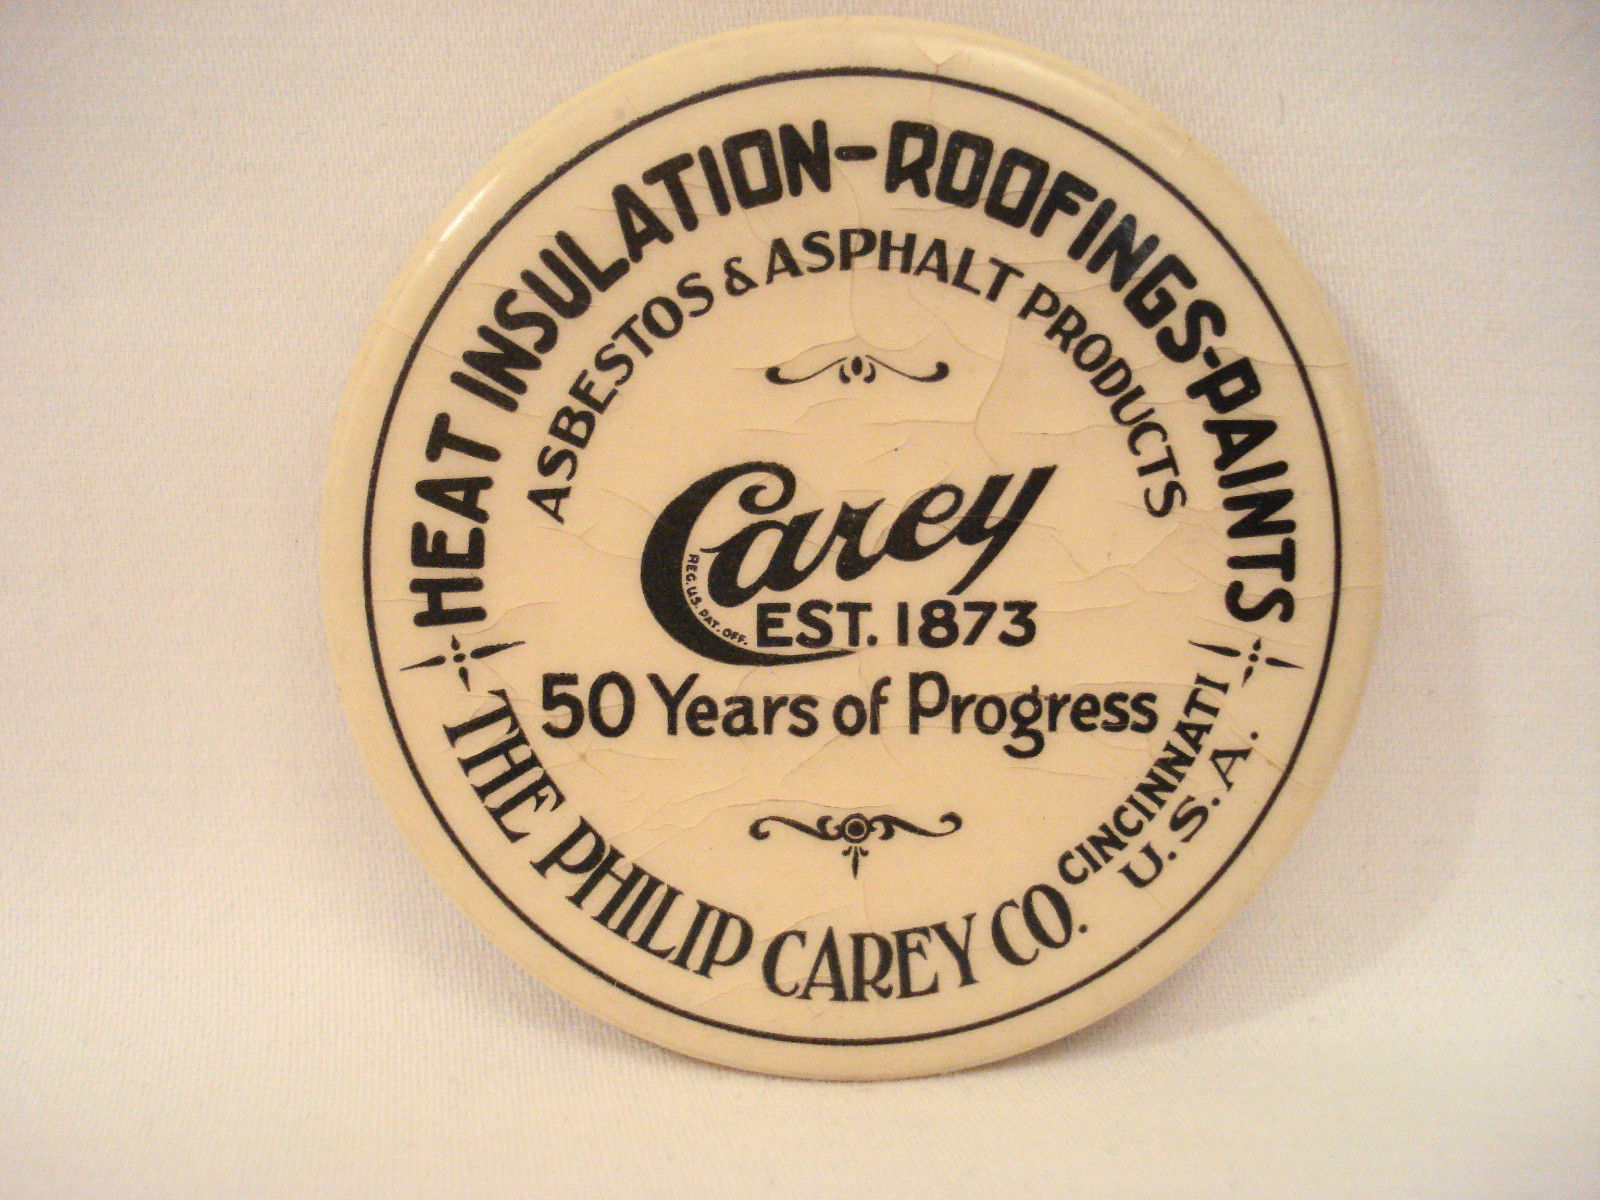 HEAT INSULATION-ROOFINGS-PAINTS
ASBESTOS & ASPHALT PRODUCTS
Carey
REG. U.S. PAT. OFF.
EST. 1873
50 Years of Progress
THE PHILIP CAREY CO.
CINCINNATI
U.S.A.